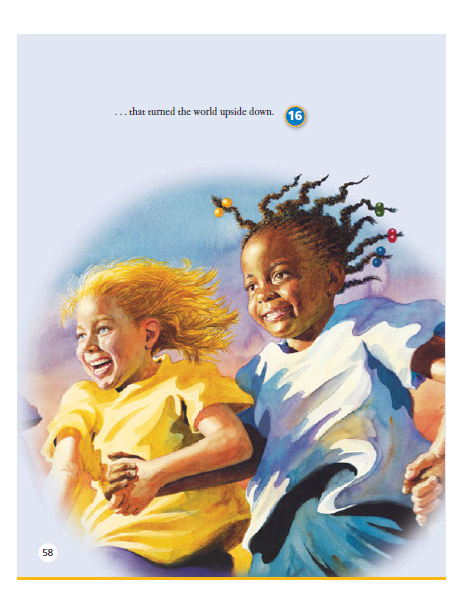 . . . that turned the world upside down. 16
58